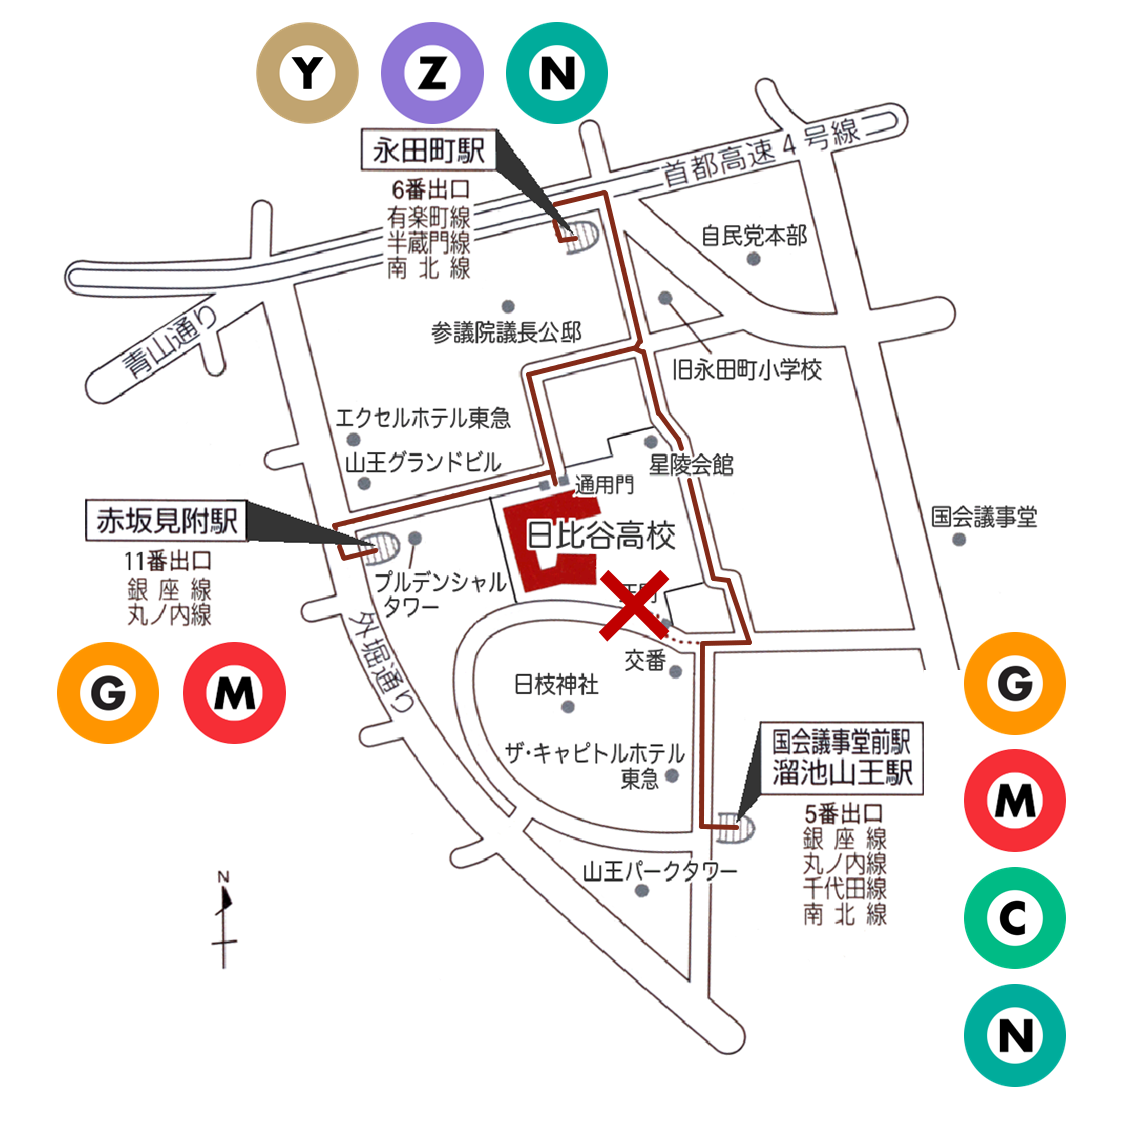 Y
Z
N
永田町駅
6番出口
有楽町線
半蔵門線
南北線
首都高速4号線
自民党本部
青山通り
参議院議長公邸
旧永田町小学校
エクセルホテル東急
山王グランドビル
星陵会館
通用門
赤坂見附駅
11番出口
銀座線
丸ノ内線
G
M
日比谷高校
国会議事堂
プルデンシャル
タワー
外堀通り
交番
日枝神社
ザ・キャピトルホテル
東急
国会議事堂前駅
溜池山王駅
5番出口
銀座線
丸ノ内線
千代田線
南北線
山王パークタワー
G
M
C
N
N